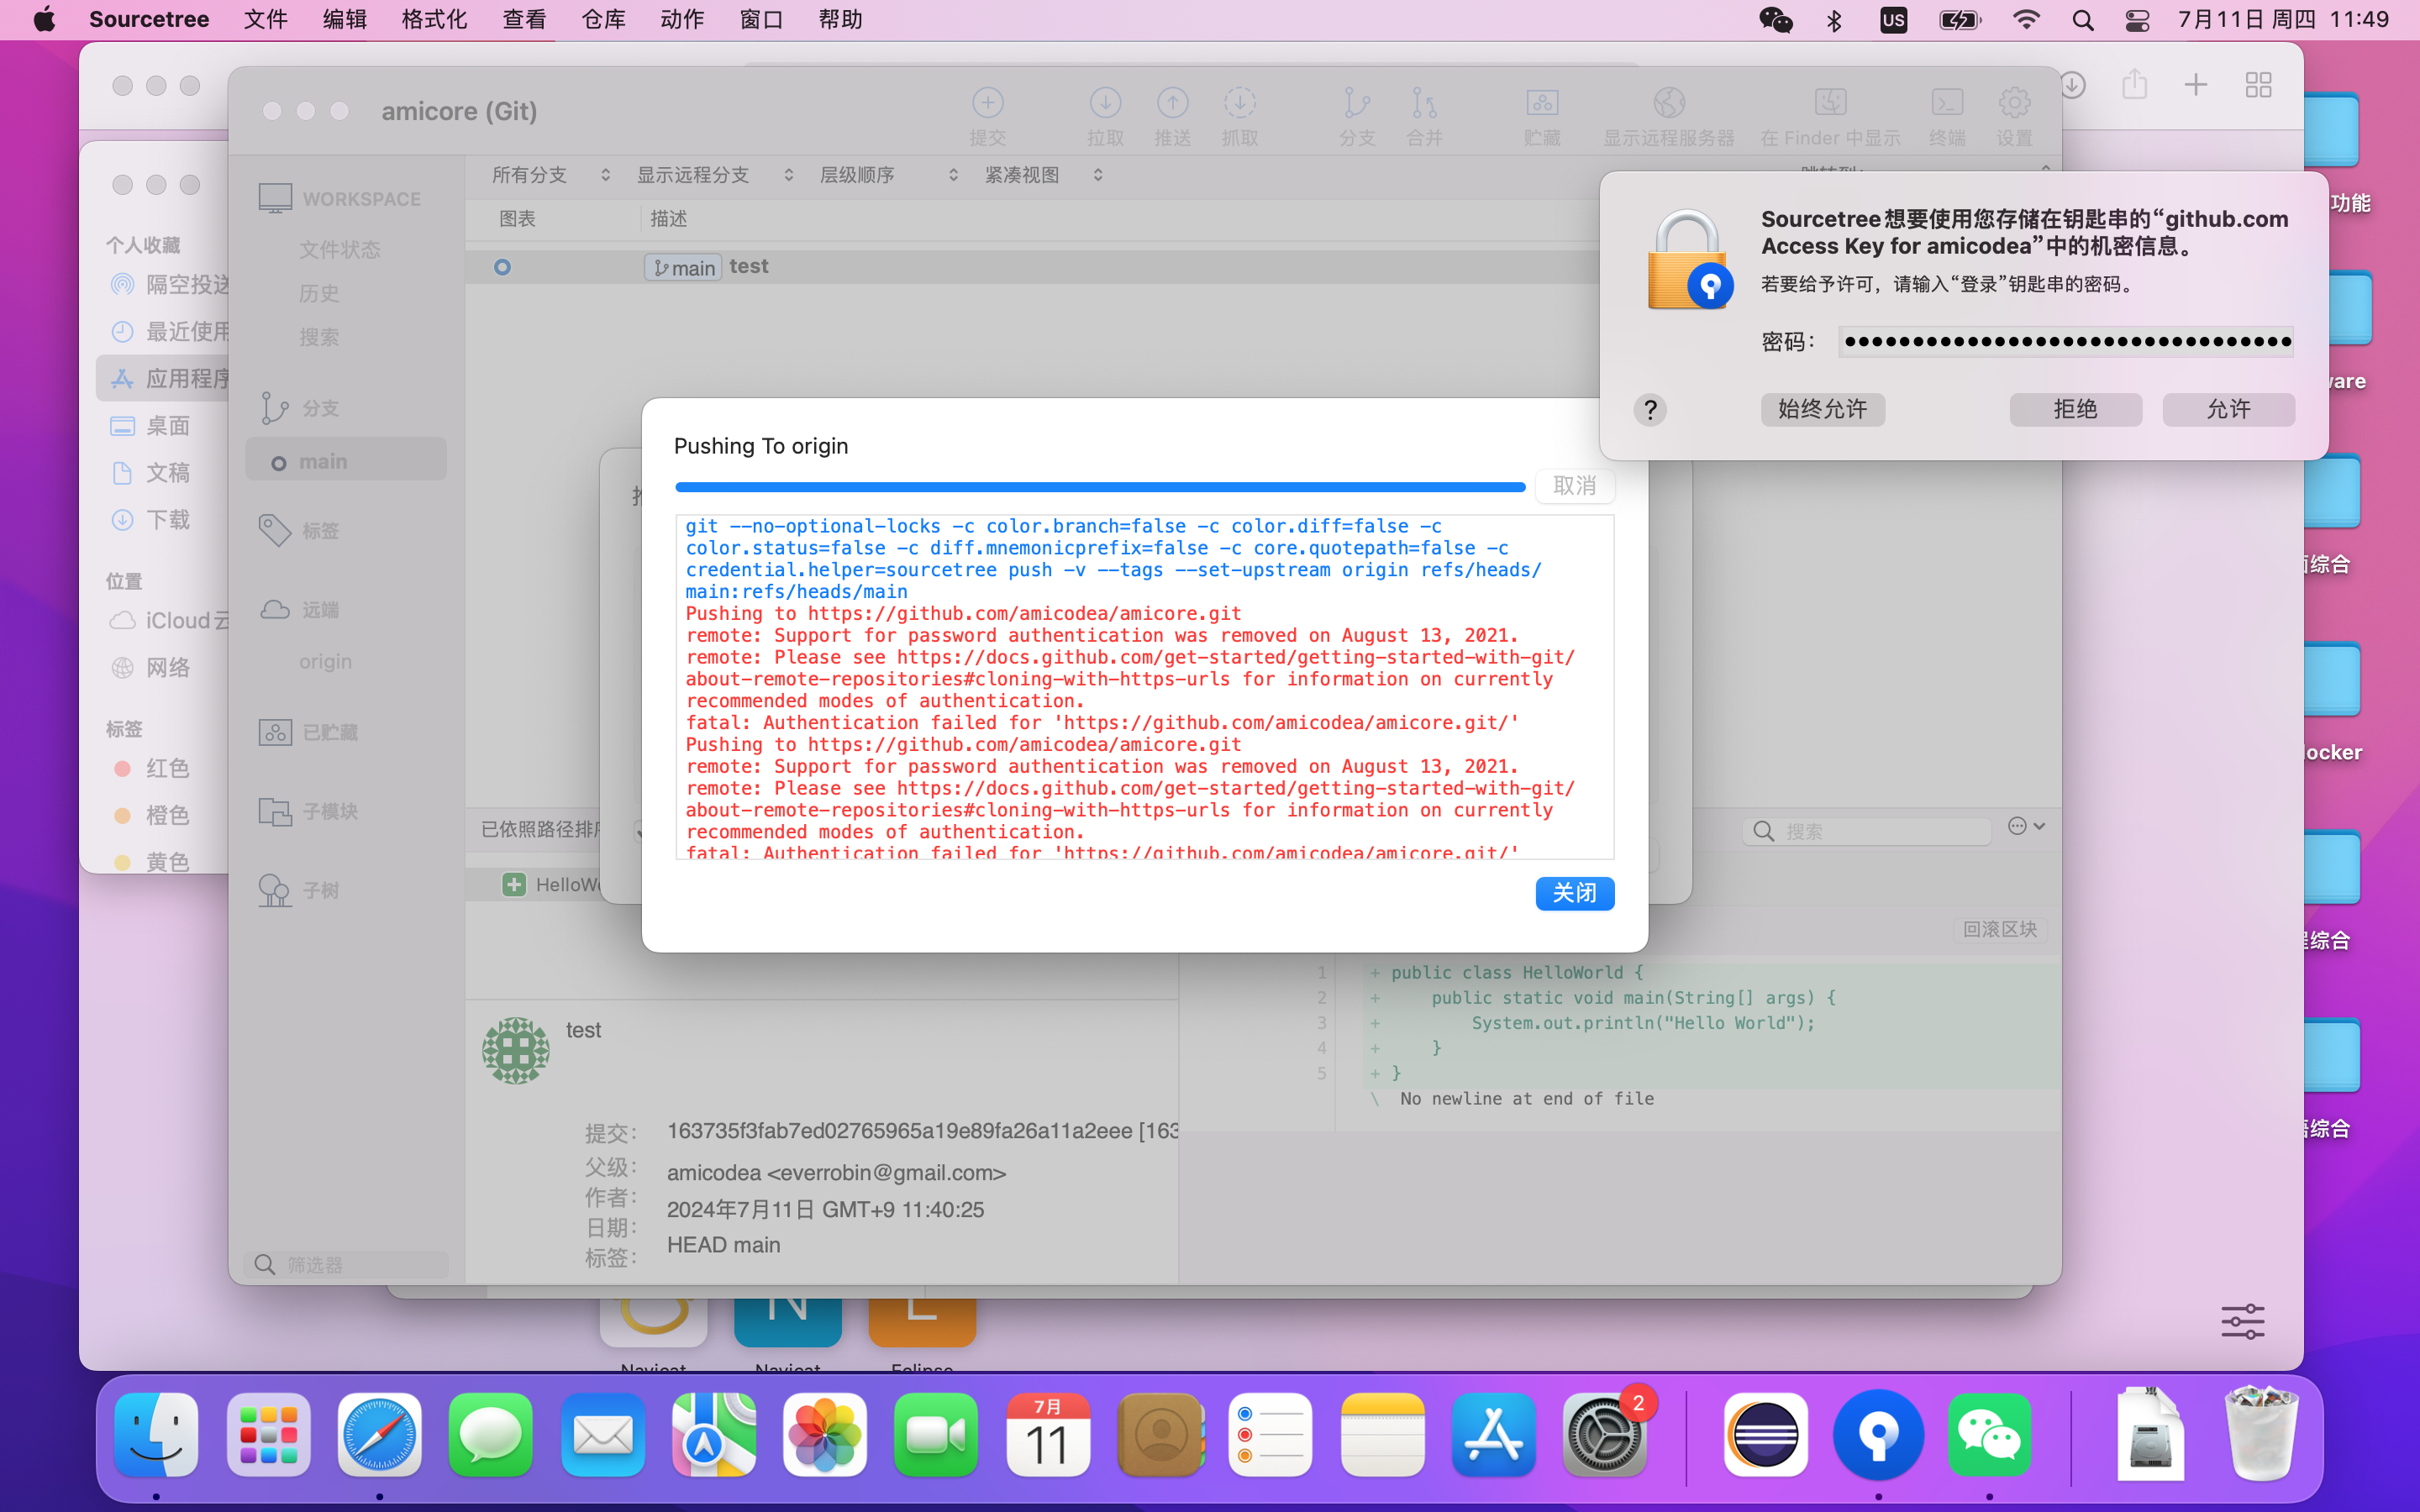 Sourcetree 文件 编辑 格式化 查看 仓库 动作 窗口 帮助
US
7月11日 周四 11:49
amicore (Git)
提交 拉取 推送 抓取 分支 合并 贮藏 显示远程服务器 在 Finder 中显示 终端 设置
所有分支 显示远程分支 层级顺序 紧凑视图
图表 描述
main test
WORKSPACE
文件状态
历史
搜索
分支
main
标签
远端
origin
已贮藏
子模块
子树
筛选器
个人收藏
隔空投送
最近使用
应用程序
桌面
文稿
下载
位置
iCloud云
网络
标签
红色
橙色
黄色
Sourcetree想要使用您存储在钥匙串的“github.com
Access Key for amicodea”中的机密信息。
若要给予许可，请输入“登录”钥匙串的密码。
密码：
?
始终允许 拒绝 允许
Pushing To origin
取消
git --no-optional-locks -c color.branch=false -c color.diff=false -c
color.status=false -c diff.mnemonicprefix=false -c core.quotepath=false -c
credential.helper=sourcetree push -v --tags --set-upstream origin refs/heads/
main:refs/heads/main
Pushing to https://github.com/amicodea/amicore.git
remote: Support for password authentication was removed on August 13, 2021.
remote: Please see https://docs.github.com/get-started/getting-started-with-git/
about-remote-repositories#cloning-with-https-urls for information on currently
recommended modes of authentication.
fatal: Authentication failed for 'https://github.com/amicodea/amicore.git/'
Pushing to https://github.com/amicodea/amicore.git
remote: Support for password authentication was removed on August 13, 2021.
remote: Please see https://docs.github.com/get-started/getting-started-with-git/
about-remote-repositories#cloning-with-https-urls for information on currently
recommended modes of authentication.
fatal: Authentication failed for 'https://github.com/amicodea/amicore.git/'
关闭
已依照路径排序
搜索
HelloWo
回滚区块
1 + public class HelloWorld {
2 + public static void main(String[] args) {
3 + System.out.println("Hello World");
4 + }
5 + }
\ No newline at end of file
test
提交： 163735f3fab7ed02765965a19e89fa26a11a2eee [163
父级：
作者： amicodea <everrobin@gmail.com>
日期： 2024年7月11日 GMT+9 11:40:25
标签： HEAD main
功能
ware
综合
locker
综合
综合
Navicat Navicat Eclipse
7月
11
2